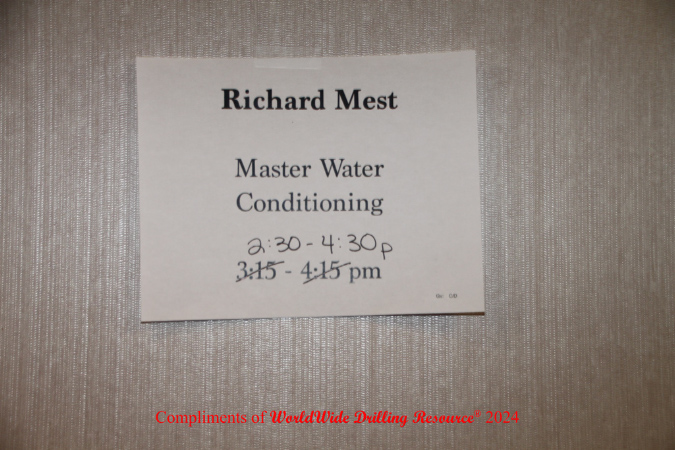 Richard Mest
Master Water
Conditioning
2:30 - 4:30p
3:15 - 4:15 pm
Compliments of WorldWide Drilling Resource® 2024